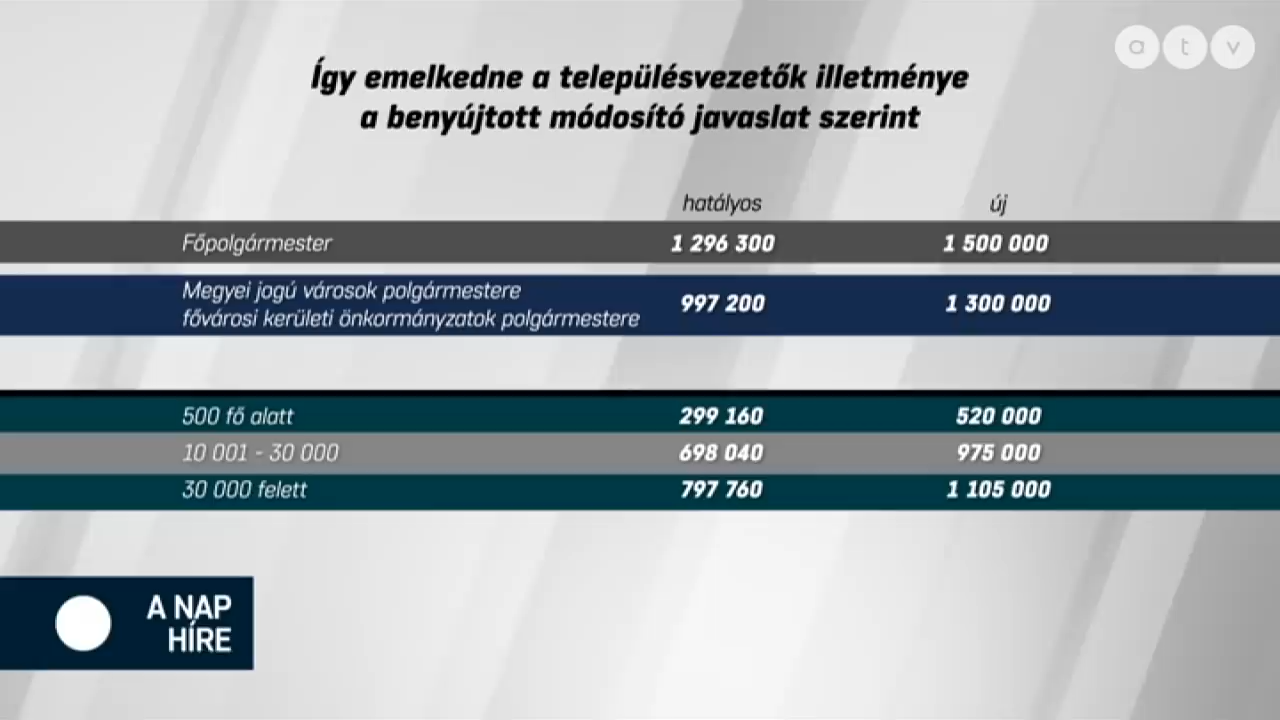 atv
Így emelkedne a településvezetők illetménye
a benyújtott módosító javaslat szerint
hatályos új
Főpolgármester 1 296 300 1 500 000
Megyei jogú városok polgármestere
fővárosi kerületi önkormányzatok polgármestere 997 200 1 300 000
500 fő alatt 299 160 520 000
10 001 - 30 000 698 040 975 000
30 000 felett 797 760 1 105 000
A NAP
HÍRE